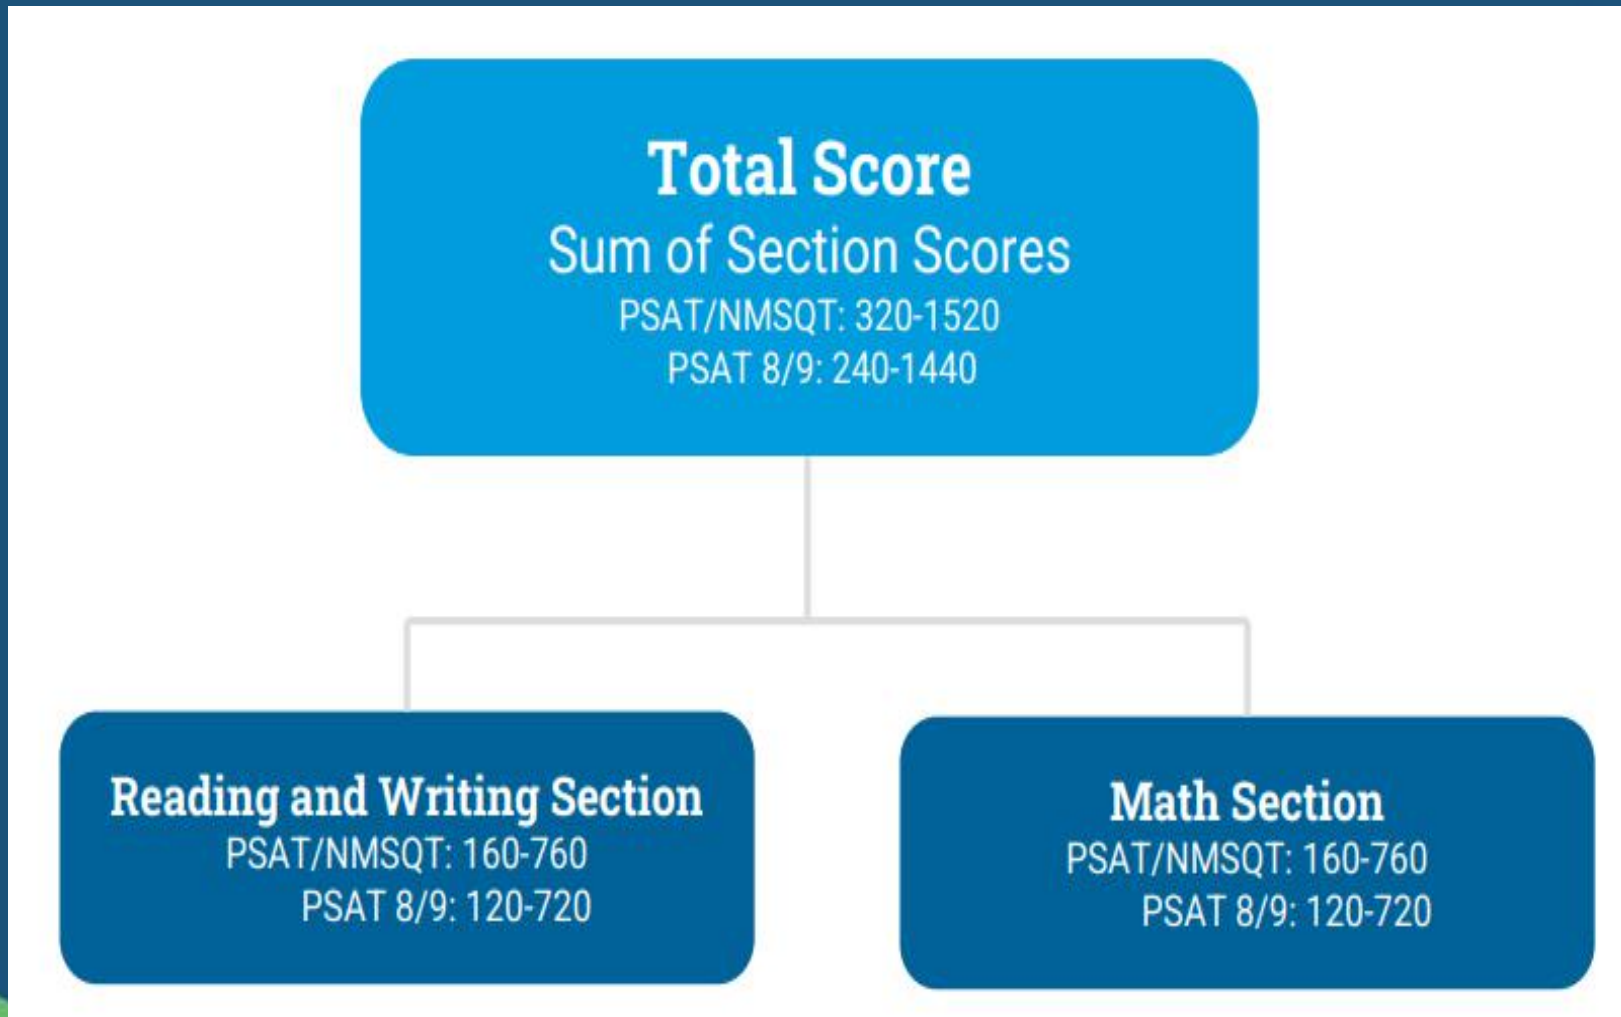 Total Score
Sum of Section Scores
PSAT/NMSQT: 320-1520
PSAT 8/9: 240-1440
Reading and Writing Section
PSAT/NMSQT: 160-760
PSAT 8/9: 120-720
Math Section
PSAT/NMSQT: 160-760
PSAT 8/9: 120-720